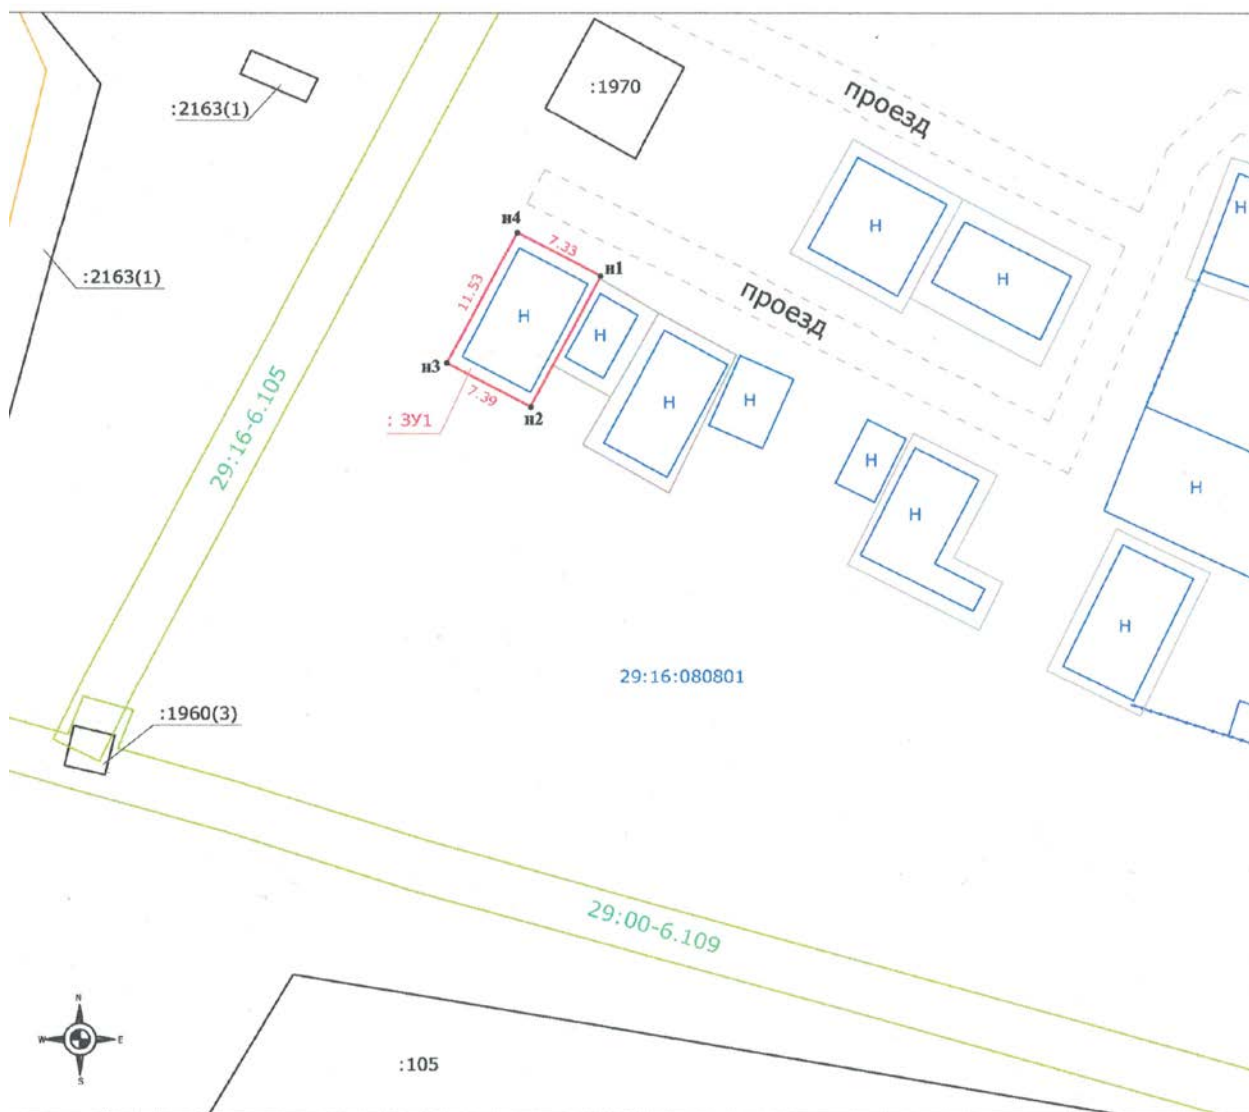 :1970
проезд
:2163(1)
Н
н4
7.33
Н
н1
Н
:2163(1)
11.53
проезд
Н
Н
н3
Н
Н
29:16-6.105
7.39
: ЗУ1
н2
Н
Н
Н
Н
29:16:080801
:1960(3)
29:00-6.109
N
W
E
S
:105